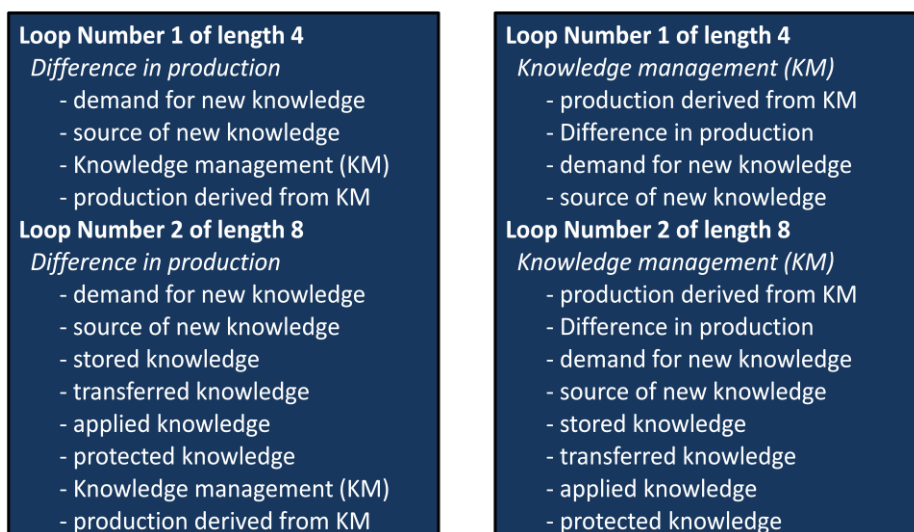 Loop Number 1 of length 4
Difference in production
- demand for new knowledge
- source of new knowledge
- Knowledge management (KM)
- production derived from KM
Loop Number 2 of length 8
Difference in production
- demand for new knowledge
- source of new knowledge
- stored knowledge
- transferred knowledge
- applied knowledge
- protected knowledge
- Knowledge management (KM)
- production derived from KM
Loop Number 1 of length 4
Knowledge management (KM)
- production derived from KM
- Difference in production
- demand for new knowledge
- source of new knowledge
Loop Number 2 of length 8
Knowledge management (KM)
- production derived from KM
- Difference in production
- demand for new knowledge
- source of new knowledge
- stored knowledge
- transferred knowledge
- applied knowledge
- protected knowledge